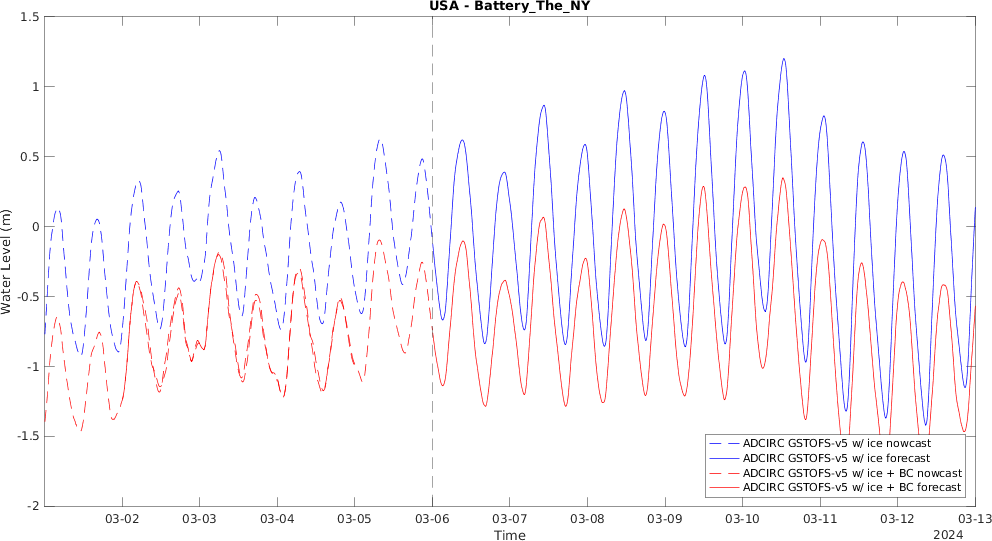 USA - Battery_The_NY
1.5
1
0.5
0
-0.5
-1
-1.5
-2
Water Level (m)
ADCIRC GSTOFS-v5 w/ ice nowcast
ADCIRC GSTOFS-v5 w/ ice forecast
ADCIRC GSTOFS-v5 w/ ice + BC nowcast
ADCIRC GSTOFS-v5 w/ ice + BC forecast
03-02 03-03 03-04 03-05 03-06 03-07 03-08 03-09 03-10 03-11 03-12 03-13
Time
2024